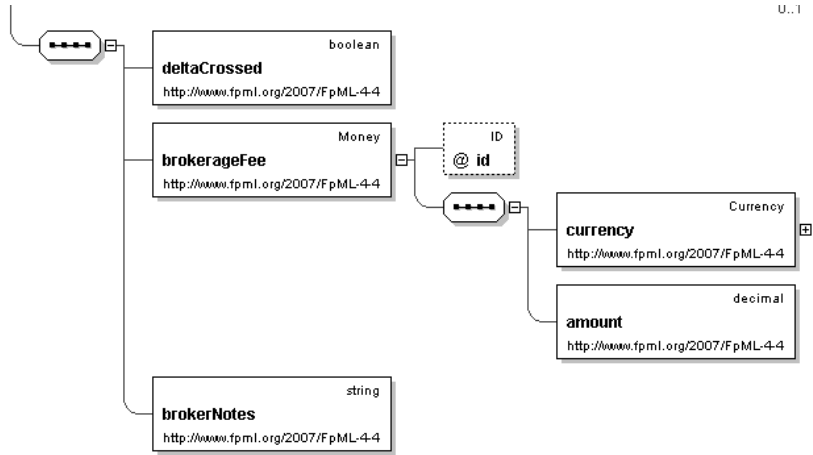 0..1
boolean
deltaCrossed
http://www.fpml.org/2007/FpML-4-4
Money
brokerageFee
http://www.fpml.org/2007/FpML-4-4
ID
@ id
Currency
currency
http://www.fpml.org/2007/FpML-4-4
decimal
amount
http://www.fpml.org/2007/FpML-4-4
string
brokerNotes
http://www.fpml.org/2007/FpML-4-4